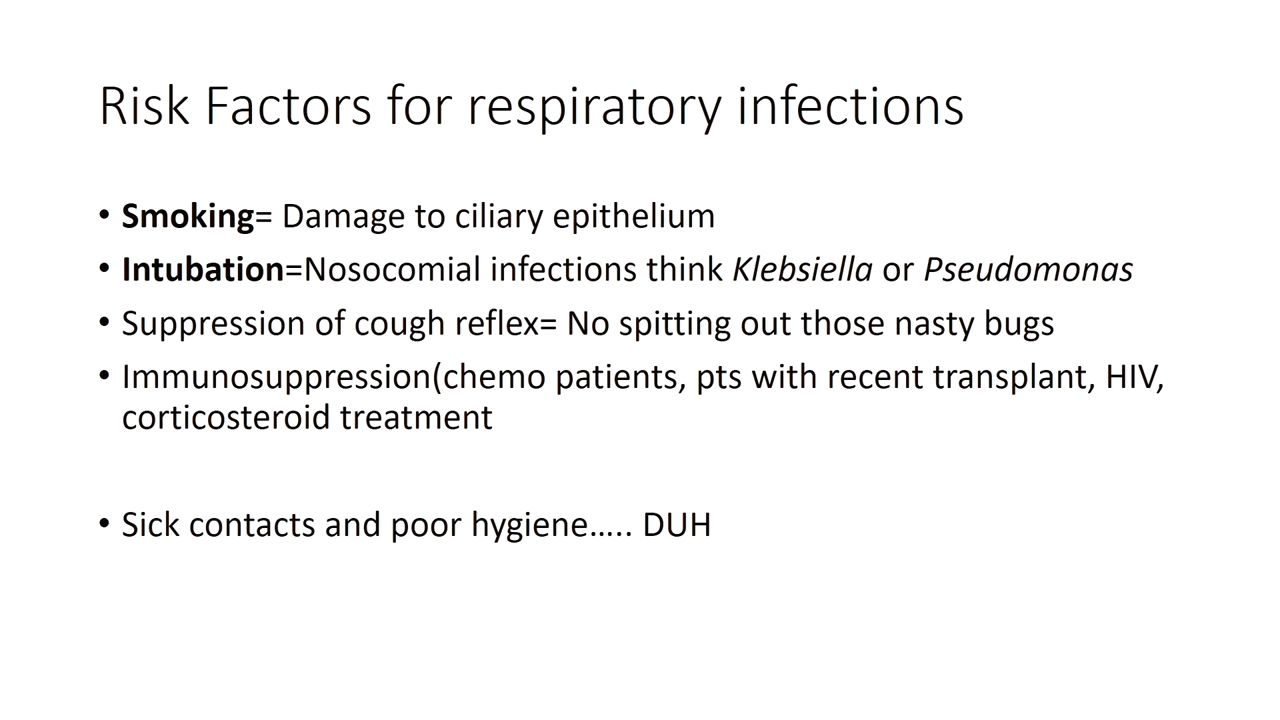 Risk Factors for respiratory infections
• Smoking= Damage to ciliary epithelium
• Intubation=Nosocomial infections think Klebsiella or Pseudomonas
• Suppression of cough reflex= No spitting out those nasty bugs
• Immunosuppression(chemo patients, pts with recent transplant, HIV,
corticosteroid treatment
• Sick contacts and poor hygiene….. DUH